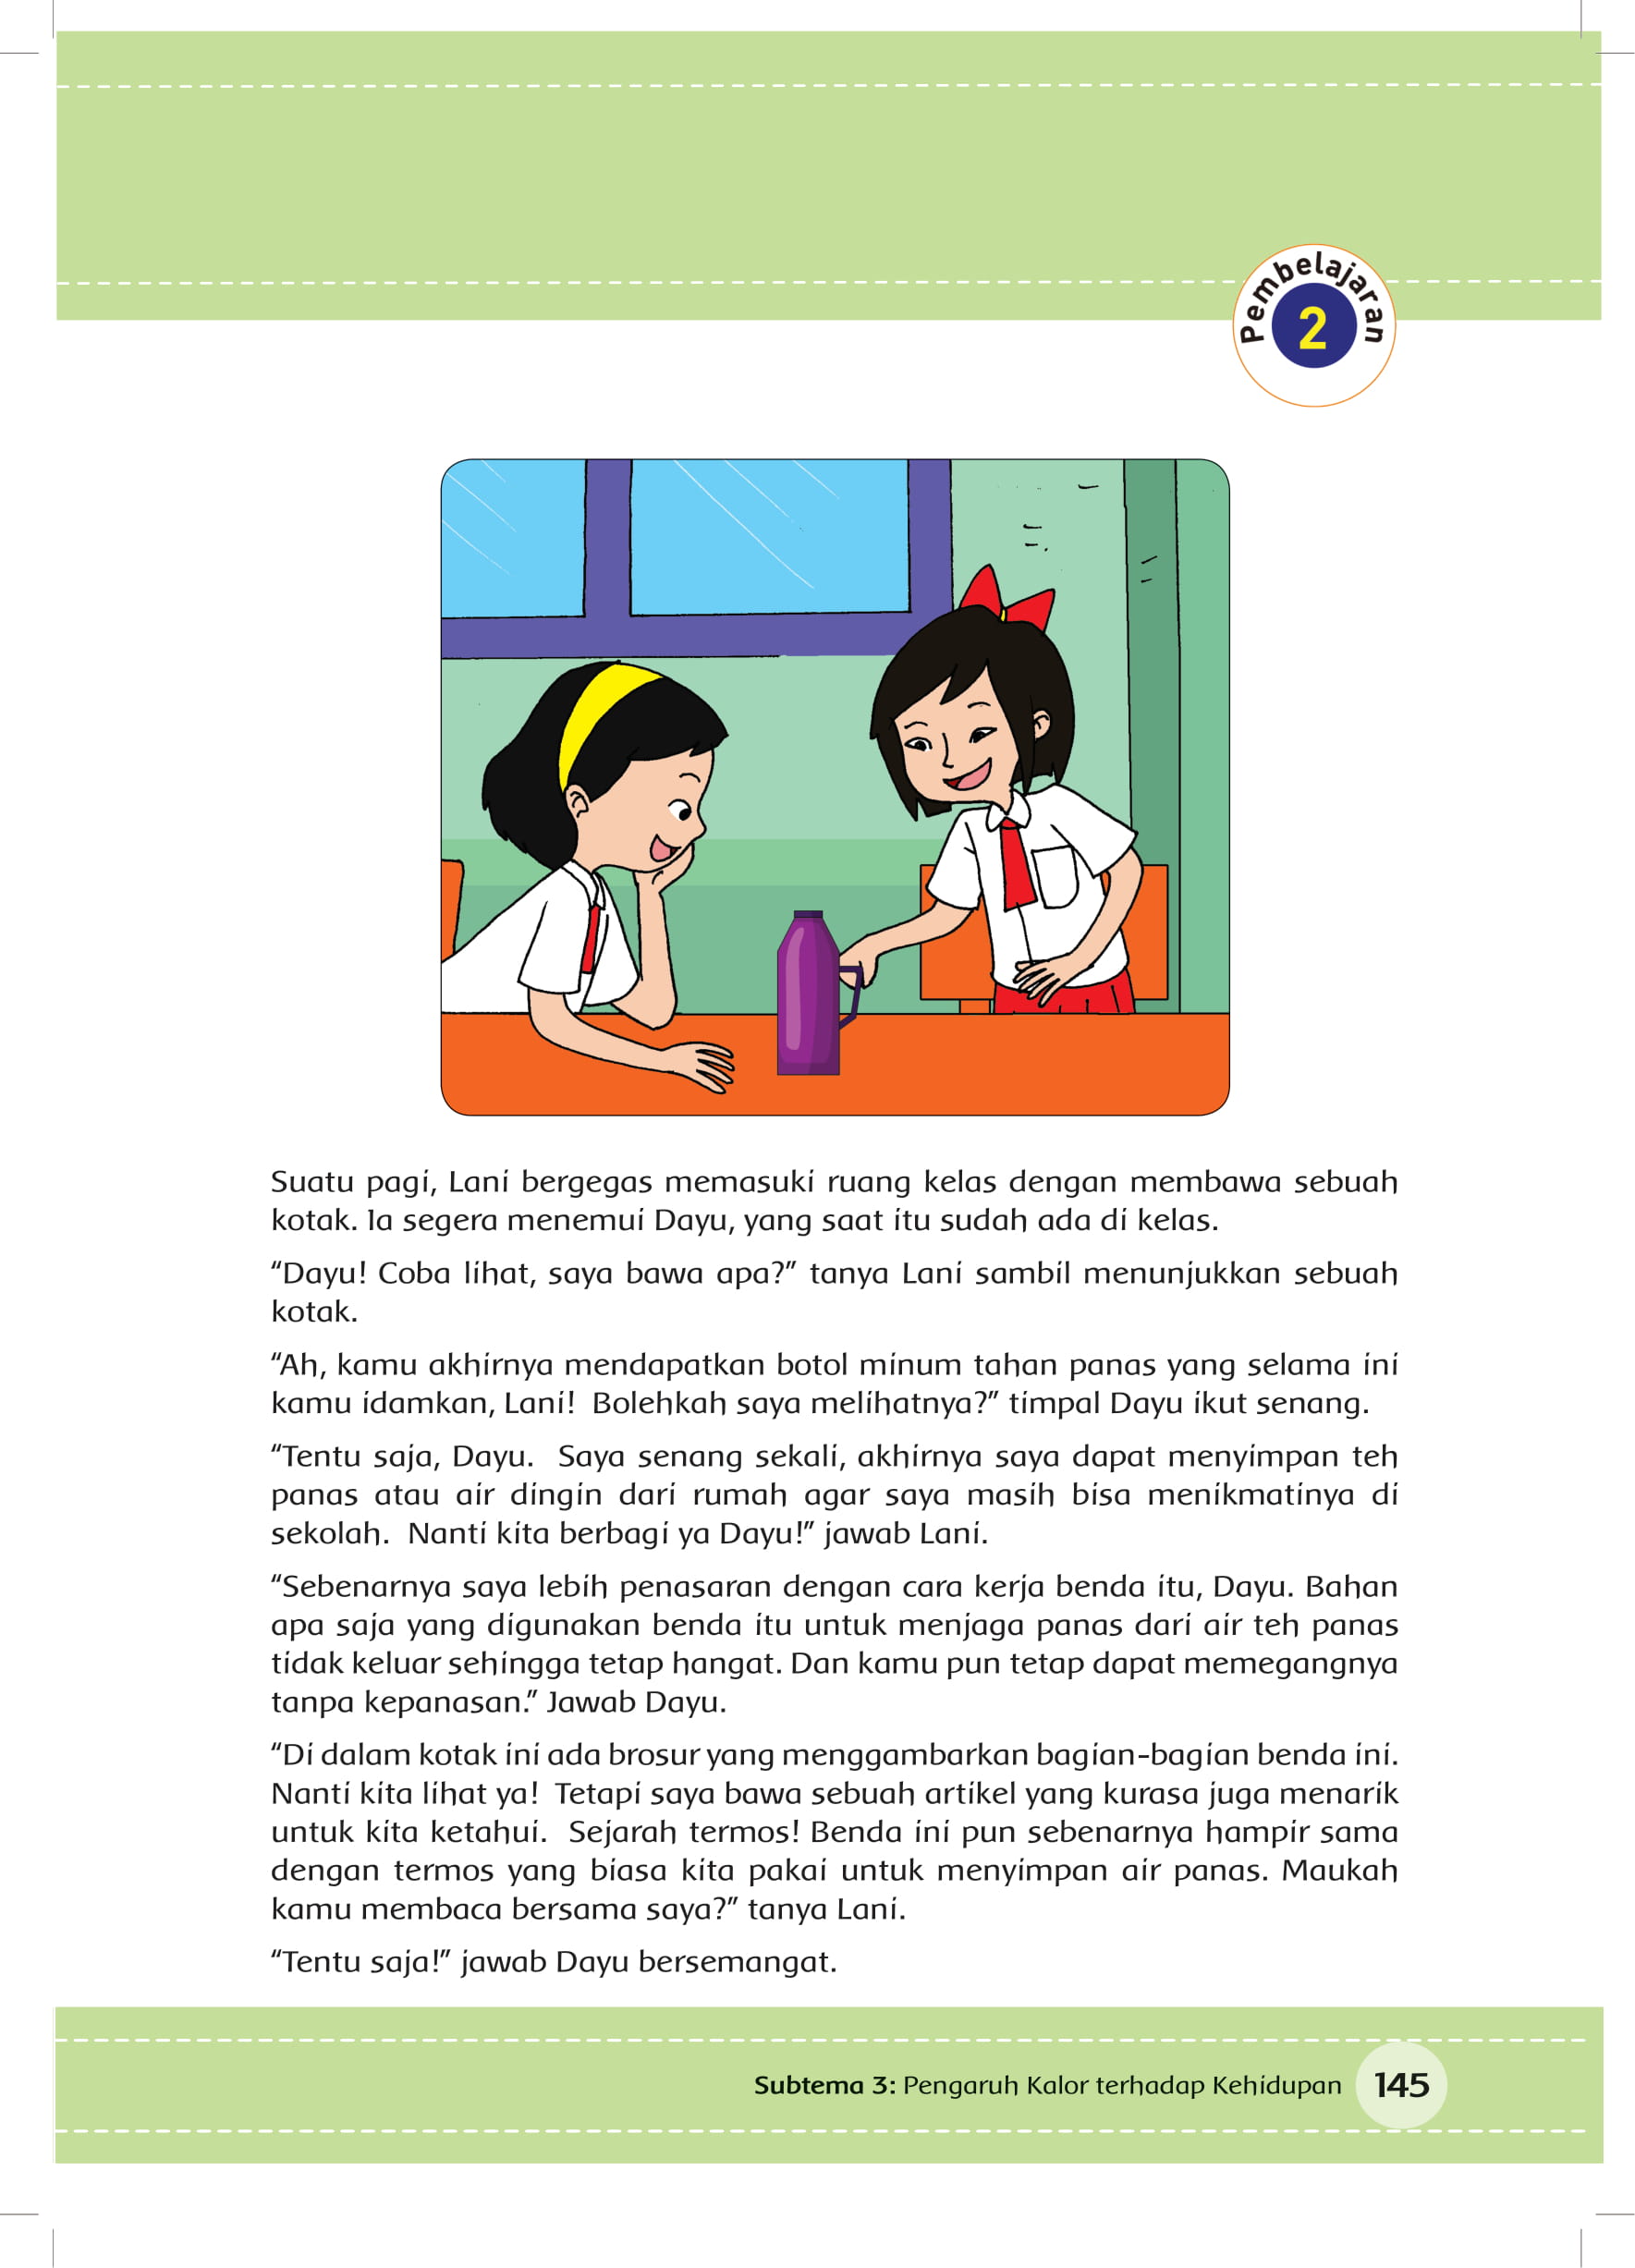 Pembelajaran
2
Suatu pagi, Lani bergegas memasuki ruang kelas dengan membawa sebuah
kotak. Ia segera menemui Dayu, yang saat itu sudah ada di kelas.
“Dayu! Coba lihat, saya bawa apa?” tanya Lani sambil menunjukkan sebuah
kotak.
“Ah, kamu akhirnya mendapatkan botol minum tahan panas yang selama ini
kamu idamkan, Lani!  Bolehkah saya melihatnya?” timpal Dayu ikut senang.
“Tentu saja, Dayu.  Saya senang sekali, akhirnya saya dapat menyimpan teh
panas atau air dingin dari rumah agar saya masih bisa menikmatinya di
sekolah.  Nanti kita berbagi ya Dayu!” jawab Lani.
“Sebenarnya saya lebih penasaran dengan cara kerja benda itu, Dayu. Bahan
apa saja yang digunakan benda itu untuk menjaga panas dari air teh panas
tidak keluar sehingga tetap hangat. Dan kamu pun tetap dapat memegangnya
tanpa kepanasan.” Jawab Dayu.
“Di dalam kotak ini ada brosur yang menggambarkan bagian-bagian benda ini.
Nanti kita lihat ya!  Tetapi saya bawa sebuah artikel yang kurasa juga menarik
untuk kita ketahui.  Sejarah termos! Benda ini pun sebenarnya hampir sama
dengan termos yang biasa kita pakai untuk menyimpan air panas. Maukah
kamu membaca bersama saya?” tanya Lani.
“Tentu saja!” jawab Dayu bersemangat.
Subtema 3: Pengaruh Kalor terhadap Kehidupan 145